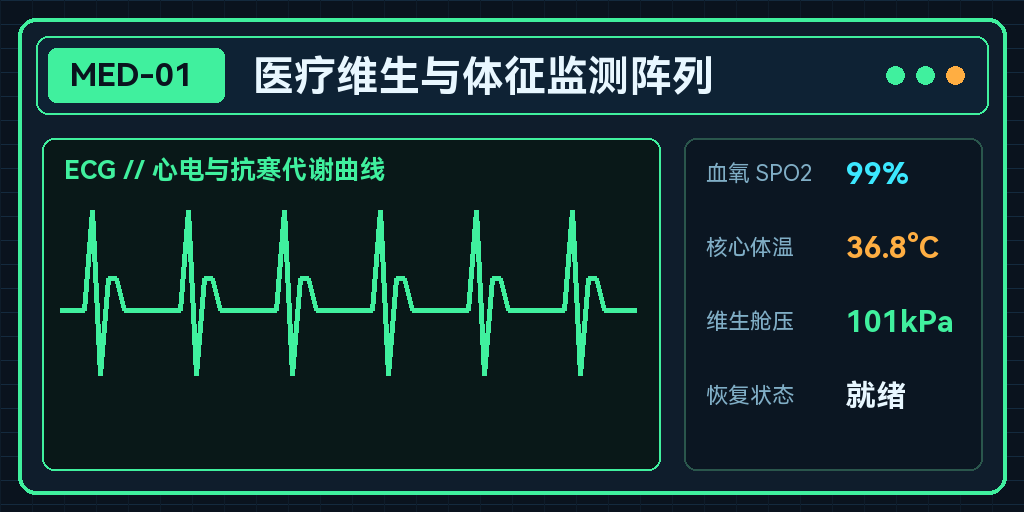 MED-01 医疗维生与体征监测阵列
ECG // 心电与抗寒代谢曲线
血氧 SPO2 99%
核心体温 36.8°C
维生舱压 101kPa
恢复状态 就绪